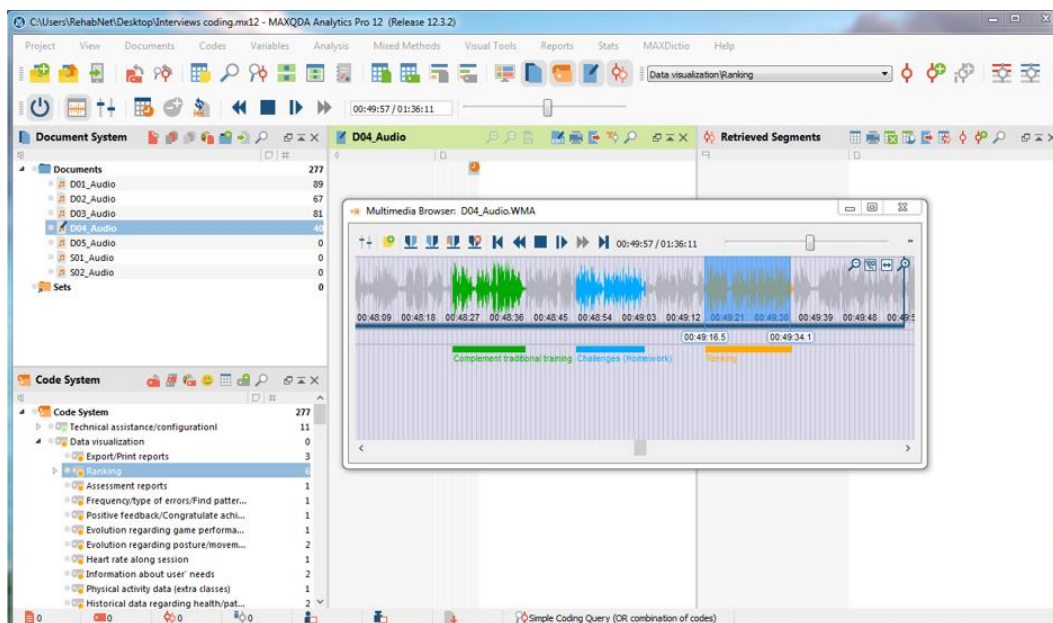 C:\Users\RehabNet\Desktop\Interviews coding.mx12 - MAXQDA Analytics Pro 12 (Release 12.3.2)
Project View Documents Codes Variables Analysis Mixed Methods Visual Tools Reports Stats MAXDictio Help
Data visualization\Ranking
00:49:57 / 01:36:11
Document System
D04_Audio
Retrieved Segments
Documents 277
D01_Audio 89
D02_Audio 67
D03_Audio 81
D04_Audio 40
D05_Audio 0
S01_Audio 0
S02_Audio 0
Sets 0
Multimedia Browser: D04_Audio.WMA
00:49:57 / 01:36:11
00:48:09 00:48:18 00:48:27 00:48:36 00:48:45 00:48:54 00:49:03 00:49:12 00:49:21 00:49:30 00:49:39 00:49:48
00:49:16.5 00:49:34.1
Complement traditional training Challenges (Homework) Ranking
Code System
Code System 277
Technical assistance/configurationl 11
Data visualization 0
Export/Print reports 3
Ranking 6
Assessment reports 1
Frequency/type of errors/Find patter... 1
Positive feedback/Congratulate achi... 1
Evolution regarding game performa... 1
Evolution regarding posture/movem... 2
Heart rate along session 1
Information about user' needs 2
Physical activity data (extra classes) 1
Historical data regarding health/pat... 2
0 0 0 0 Simple Coding Query (OR combination of codes)